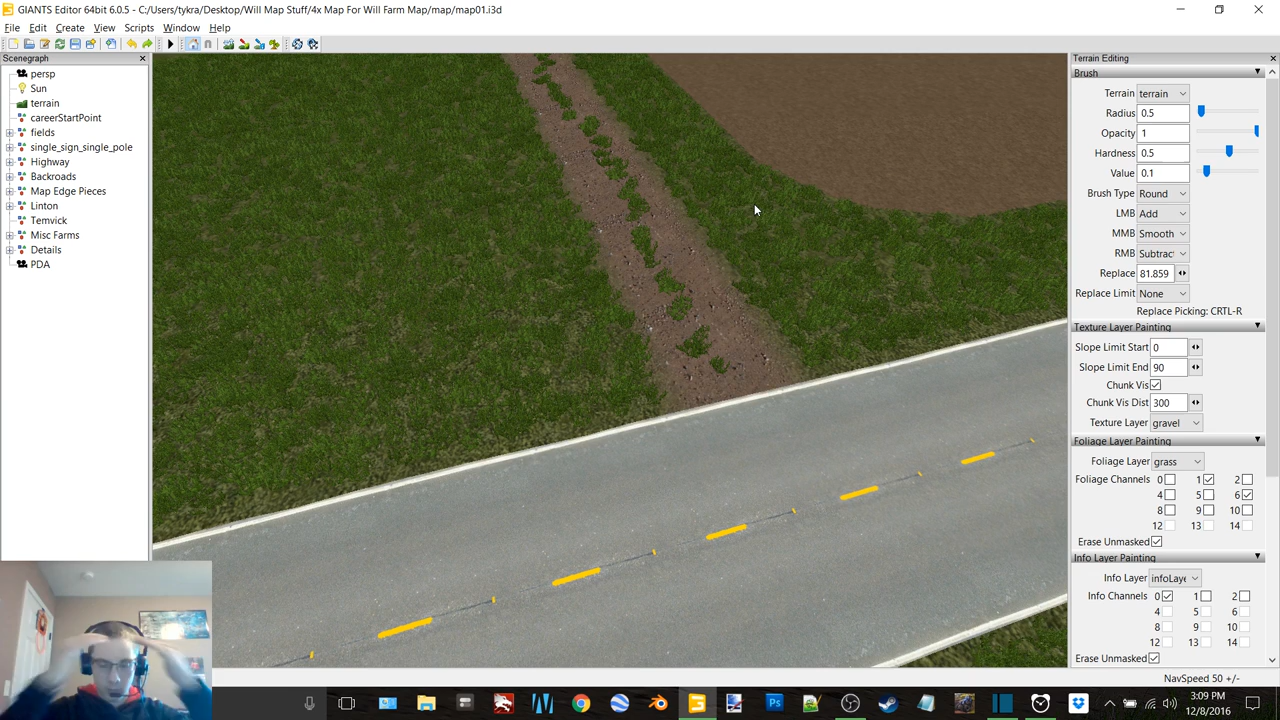 GIANTS Editor 64bit 6.0.5 - C:/Users/tykra/Desktop/Will Map Stuff/4x Map For Will Farm Map/map/map01.i3d
File Edit Create View Scripts Window Help
Scenegraph
persp
Sun
terrain
careerStartPoint
fields
single_sign_single_pole
Highway
Backroads
Map Edge Pieces
Linton
Temvick
Misc Farms
Details
PDA
Terrain Editing
Brush
Terrain terrain
Radius 0.5
Opacity 1
Hardness 0.5
Value 0.1
Brush Type Round
LMB Add
MMB Smooth
RMB Subtrac
Replace 81.859
Replace Limit None
Replace Picking: CRTL-R
Texture Layer Painting
Slope Limit Start 0
Slope Limit End 90
Chunk Vis
Chunk Vis Dist 300
Texture Layer gravel
Foliage Layer Painting
Foliage Layer grass
Foliage Channels 0 1 2
4 5 6
8 9 10
12 13 14
Erase Unmasked
Info Layer Painting
Info Layer infoLaye
Info Channels 0 1 2
4 5 6
8 9 10
12 13 14
Erase Unmasked
NavSpeed 50 +/-
3:09 PM
12/8/2016